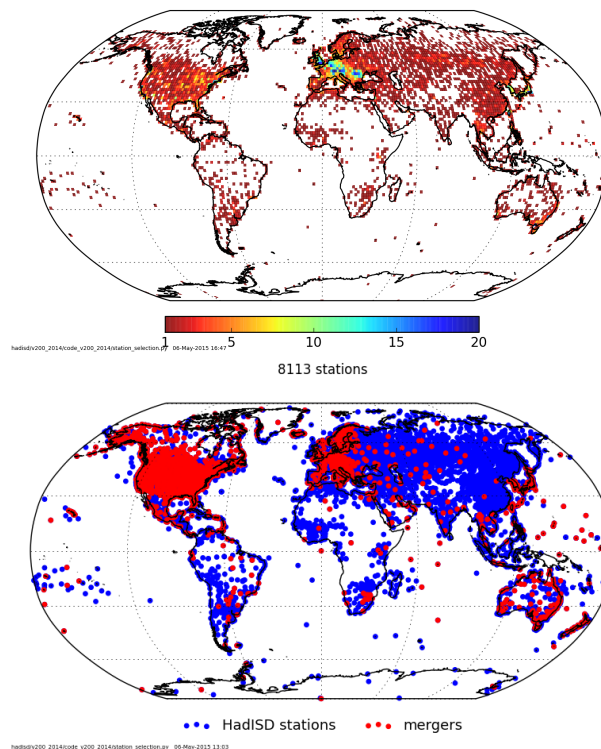 1 5 10 15 20
hadisd/v200_2014/code_v200_2014/station_selection.py 06-May-2015 16:47
8113 stations
HadISD stations mergers
hadisd/v200_2014/code_v200_2014/station_selection.py 06-May-2015 13:03